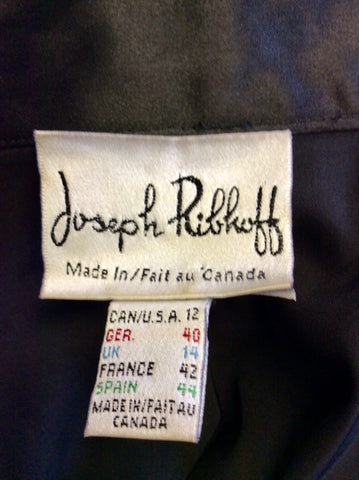 Joseph Ribkoff
Made In/Fait au Canada
CAN/U.S.A. 12
GER. 40
UK 14
FRANCE 42
SPAIN 44
MADE IN/FAIT AU
CANADA